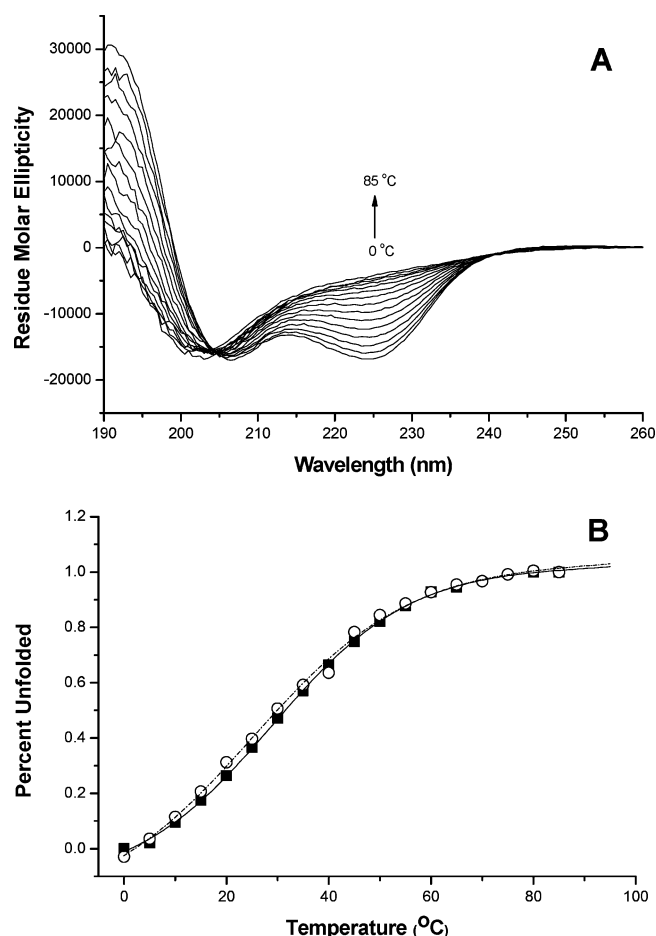 A
30000
20000
10000
0
-10000
-20000
Residue Molar Ellipticity
85 °C
0 °C
190 200 210 220 230 240 250 260
Wavelength (nm)
B
1.2
1.0
0.8
0.6
0.4
0.2
0.0
Percent Unfolded
0 20 40 60 80 100
Temperature (°C)